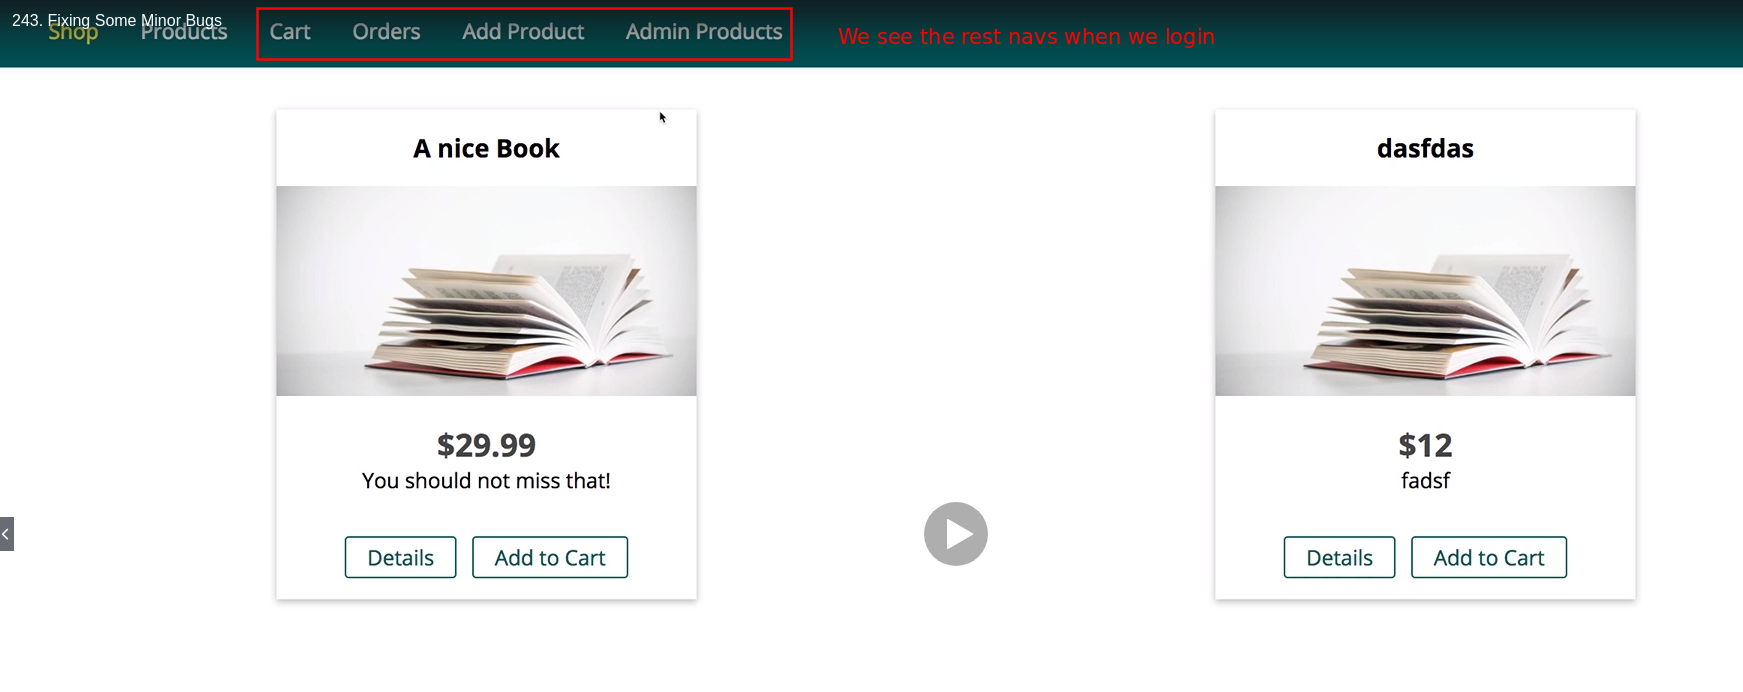 243. Fixing Some Minor Bugs
Shop Products Cart Orders Add Product Admin Products We see the rest navs when we login
A nice Book
$29.99
You should not miss that!
Details Add to Cart
dasfdas
$12
fadsf
Details Add to Cart